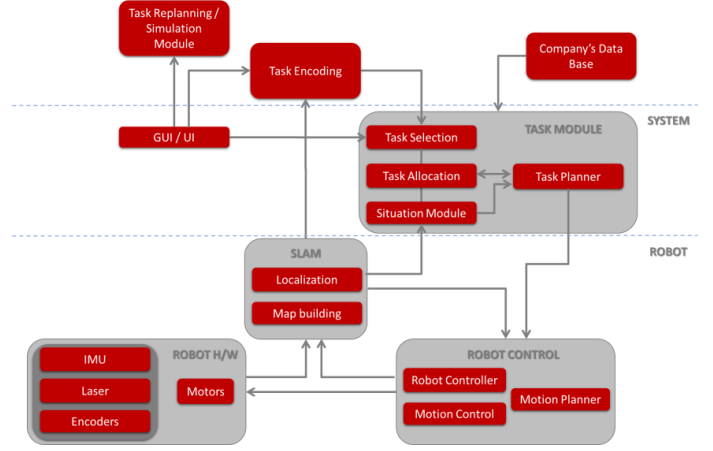 Task Replanning /
Simulation
Module
Task Encoding
Company's Data
Base
SYSTEM
GUI / UI
TASK MODULE
Task Selection
Task Allocation
Task Planner
Situation Module
ROBOT
SLAM
Localization
Map building
ROBOT H/W
IMU
Laser
Encoders
Motors
ROBOT CONTROL
Robot Controller
Motion Planner
Motion Control